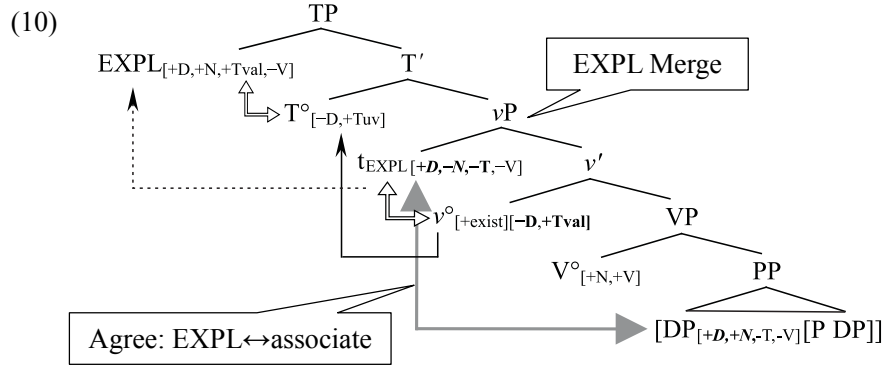 (10)
TP
EXPL[+D,+N,+Tval,–V]
T′
EXPL Merge
T°[–D,+Tuv]
vP
tEXPL[+D,–N,–T,–V]
v′
v°[+exist][–D,+Tval]
VP
V°[+N,+V]
PP
Agree: EXPL↔associate
[DP[+D,+N,-T,-V][P DP]]